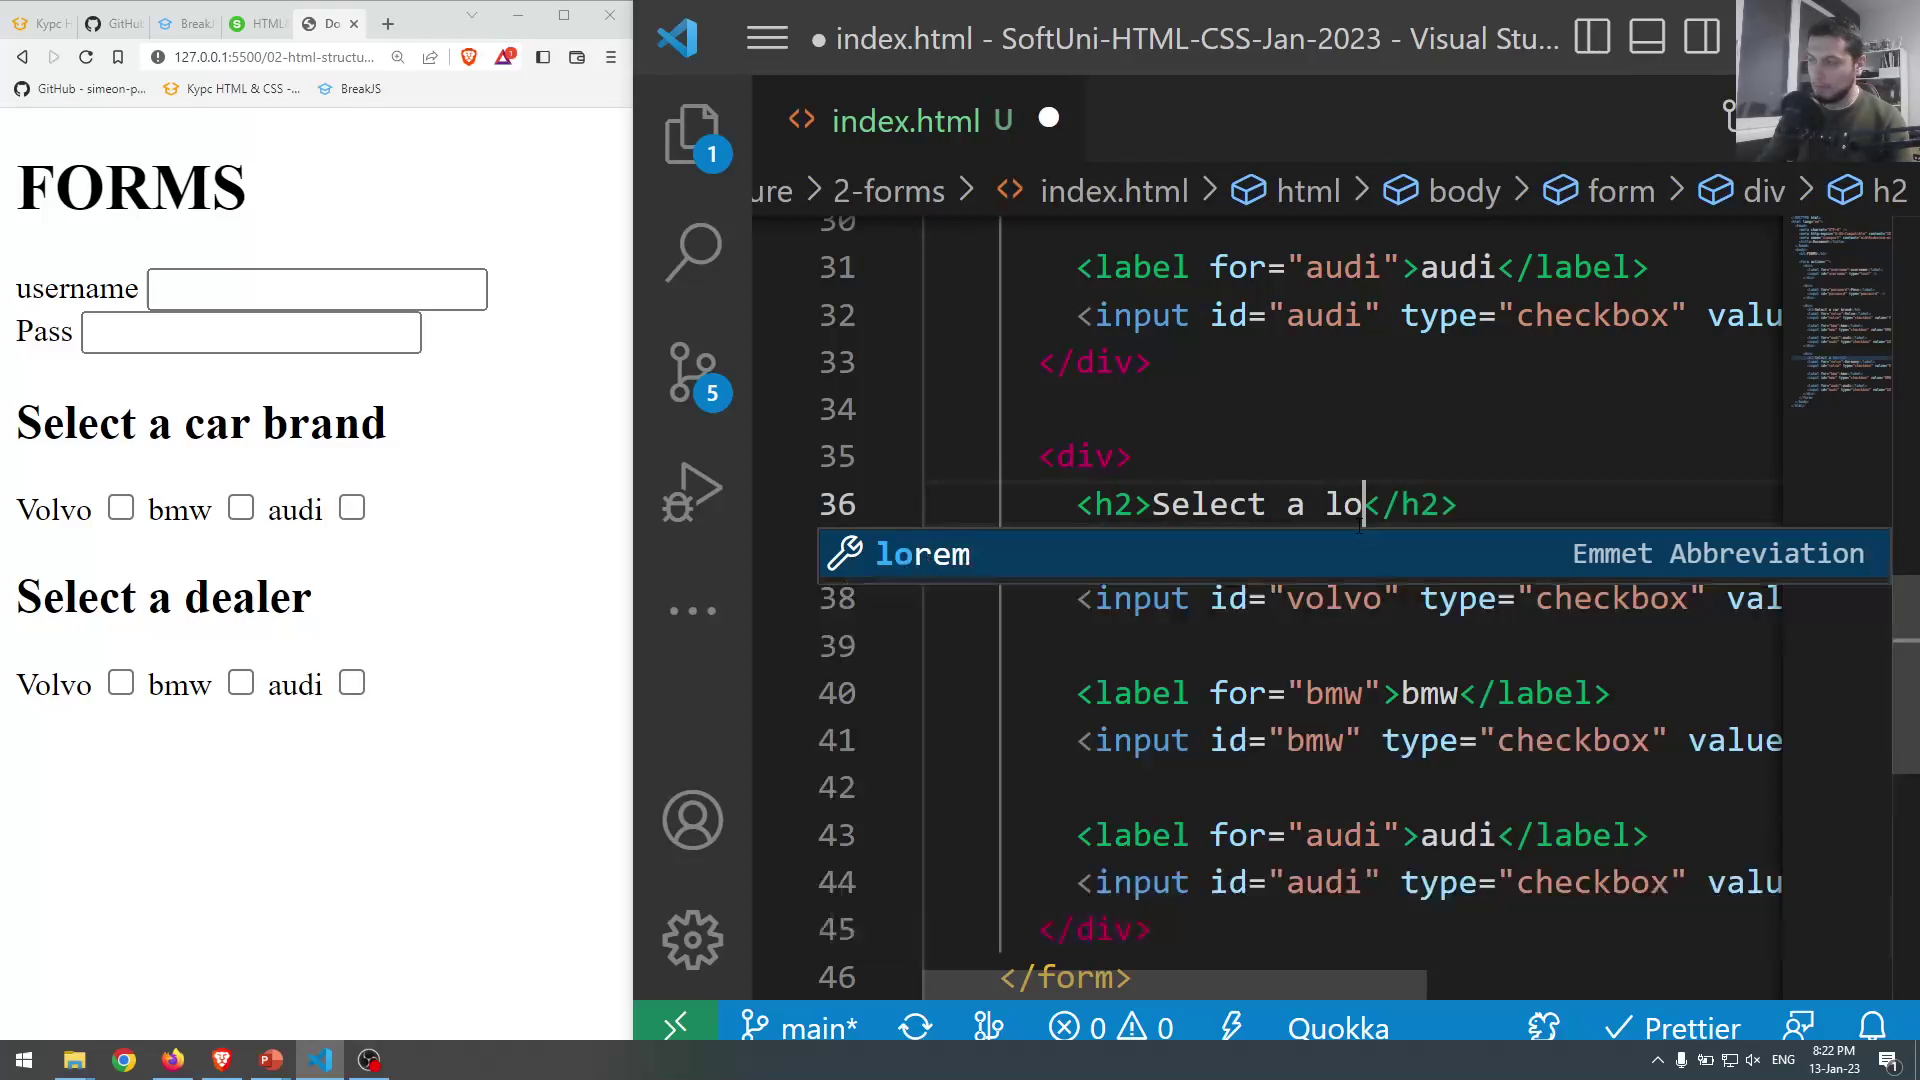 Курс H
GitHub
BreakJ
HTML
Do
127.0.0.1:5500/02-html-structu...
GitHub - simeon-p...
Курс HTML & CSS -...
BreakJS
FORMS
username
Pass
Select a car brand
Volvo bmw audi
Select a dealer
Volvo bmw audi
● index.html - SoftUni-HTML-CSS-Jan-2023 - Visual Stu...
index.html U
ure > 2-forms > index.html > html > body > form > div > h2
1
5
30
31 <label for="audi">audi</label>
32 <input id="audi" type="checkbox" valu
33 </div>
34
35 <div>
36 <h2>Select a lo</h2>
lorem Emmet Abbreviation
38 <input id="volvo" type="checkbox" val
39
40 <label for="bmw">bmw</label>
41 <input id="bmw" type="checkbox" value
42
43 <label for="audi">audi</label>
44 <input id="audi" type="checkbox" valu
45 </div>
46 </form>
main* 0 0 Quokka Prettier
ENG
8:22 PM
13-Jan-23